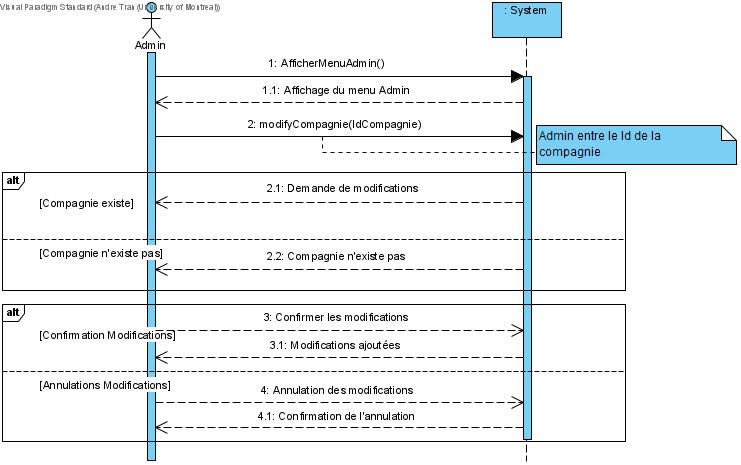 Visual Paradigm Standard (Andre Tran (University of Montreal))
: System
Admin
1: AfficherMenuAdmin()
1.1: Affichage du menu Admin
2: modifyCompagnie(IdCompagnie)
Admin entre le Id de la
compagnie
alt
2.1: Demande de modifications
[Compagnie existe]
[Compagnie n'existe pas]
2.2: Compagnie n'existe pas
alt
3: Confirmer les modifications
[Confirmation Modifications]
3.1: Modifications ajoutées
[Annulations Modifications]
4: Annulation des modifications
4.1: Confirmation de l'annulation